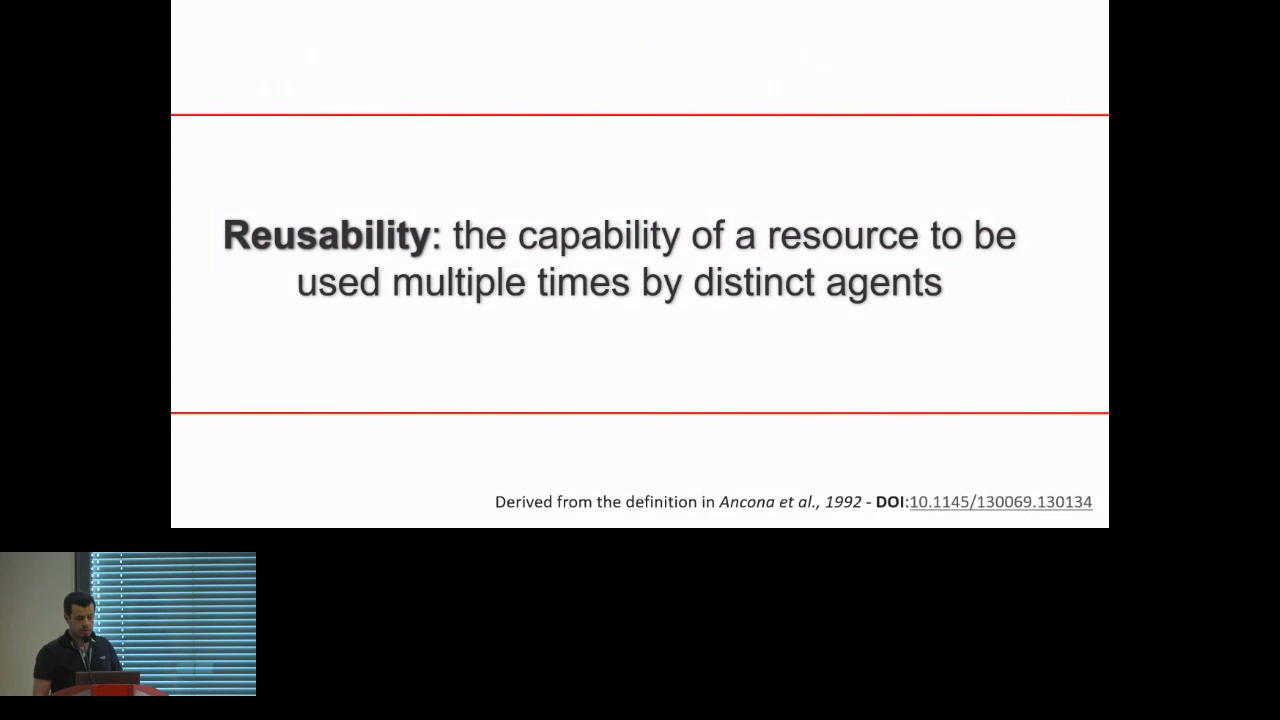 Reusability: the capability of a resource to be
used multiple times by distinct agents
Derived from the definition in Ancona et al., 1992 - DOI:10.1145/130069.130134